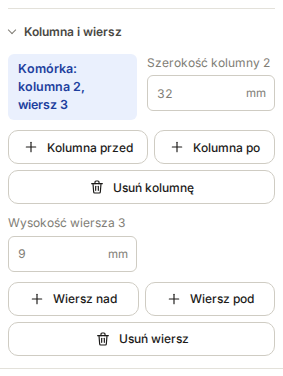 Kolumna i wiersz
Komórka:
kolumna 2,
wiersz 3
Szerokość kolumny 2
32 mm
Kolumna przed
Kolumna po
Usuń kolumnę
Wysokość wiersza 3
9 mm
Wiersz nad
Wiersz pod
Usuń wiersz